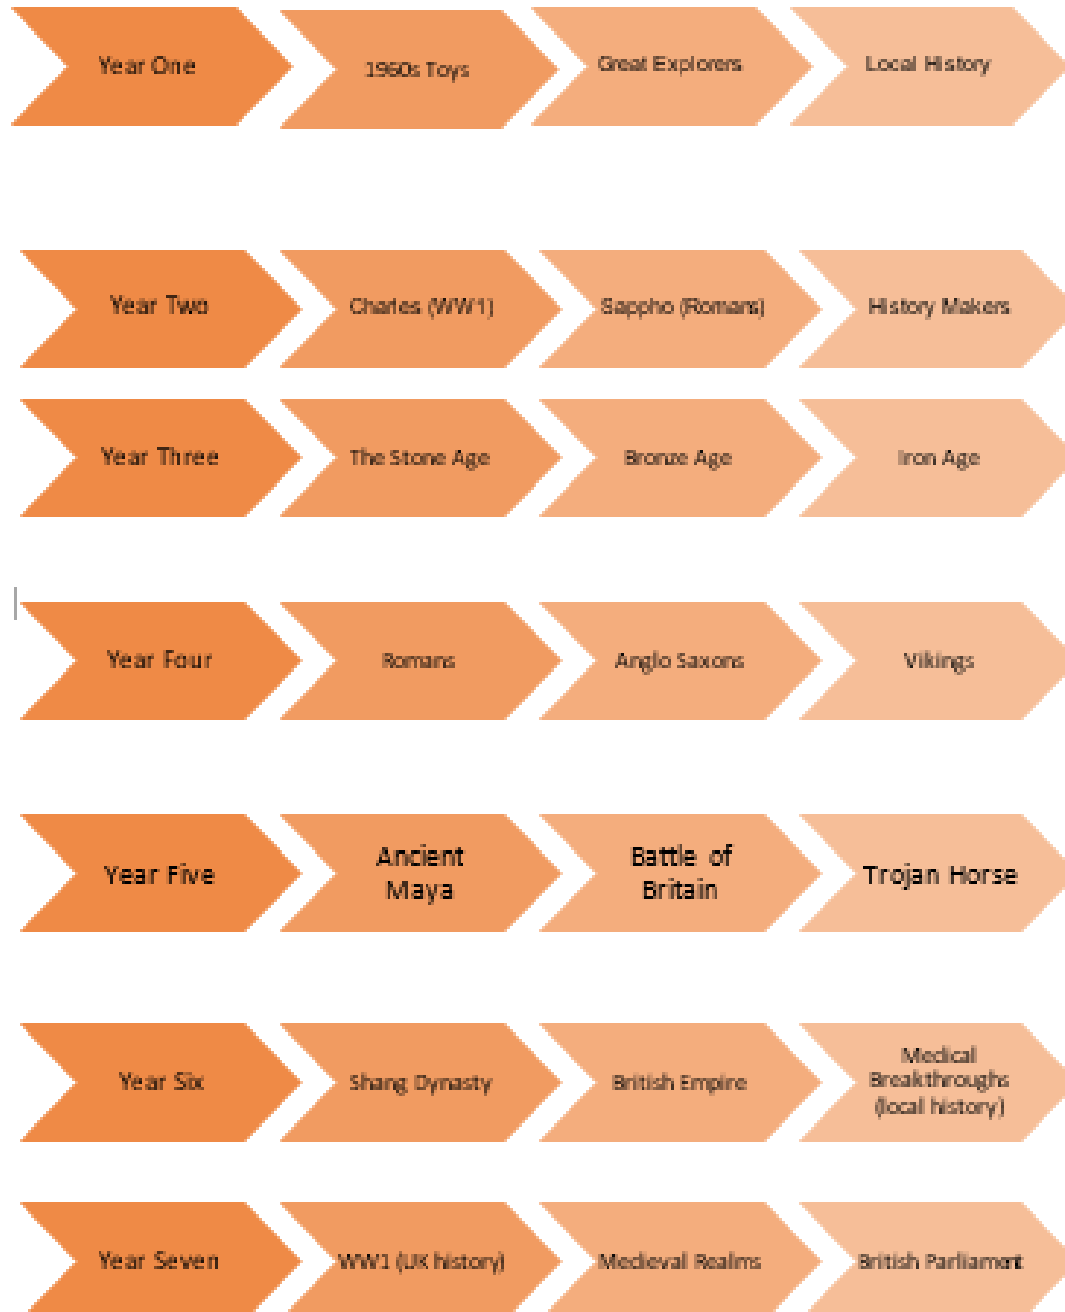 Year One
1960s Toys
Great Explorers
Local History
Year Two
Charles (WW1)
Sappho (Romans)
History Makers
Year Three
The Stone Age
Bronze Age
Iron Age
Year Four
Romans
Anglo Saxons
Vikings
Year Five
Ancient
Maya
Battle of
Britain
Trojan Horse
Year Six
Shang Dynasty
British Empire
Medical
Breakthroughs
(local history)
Year Seven
WW1 (UK history)
Medieval Realms
British Parliament